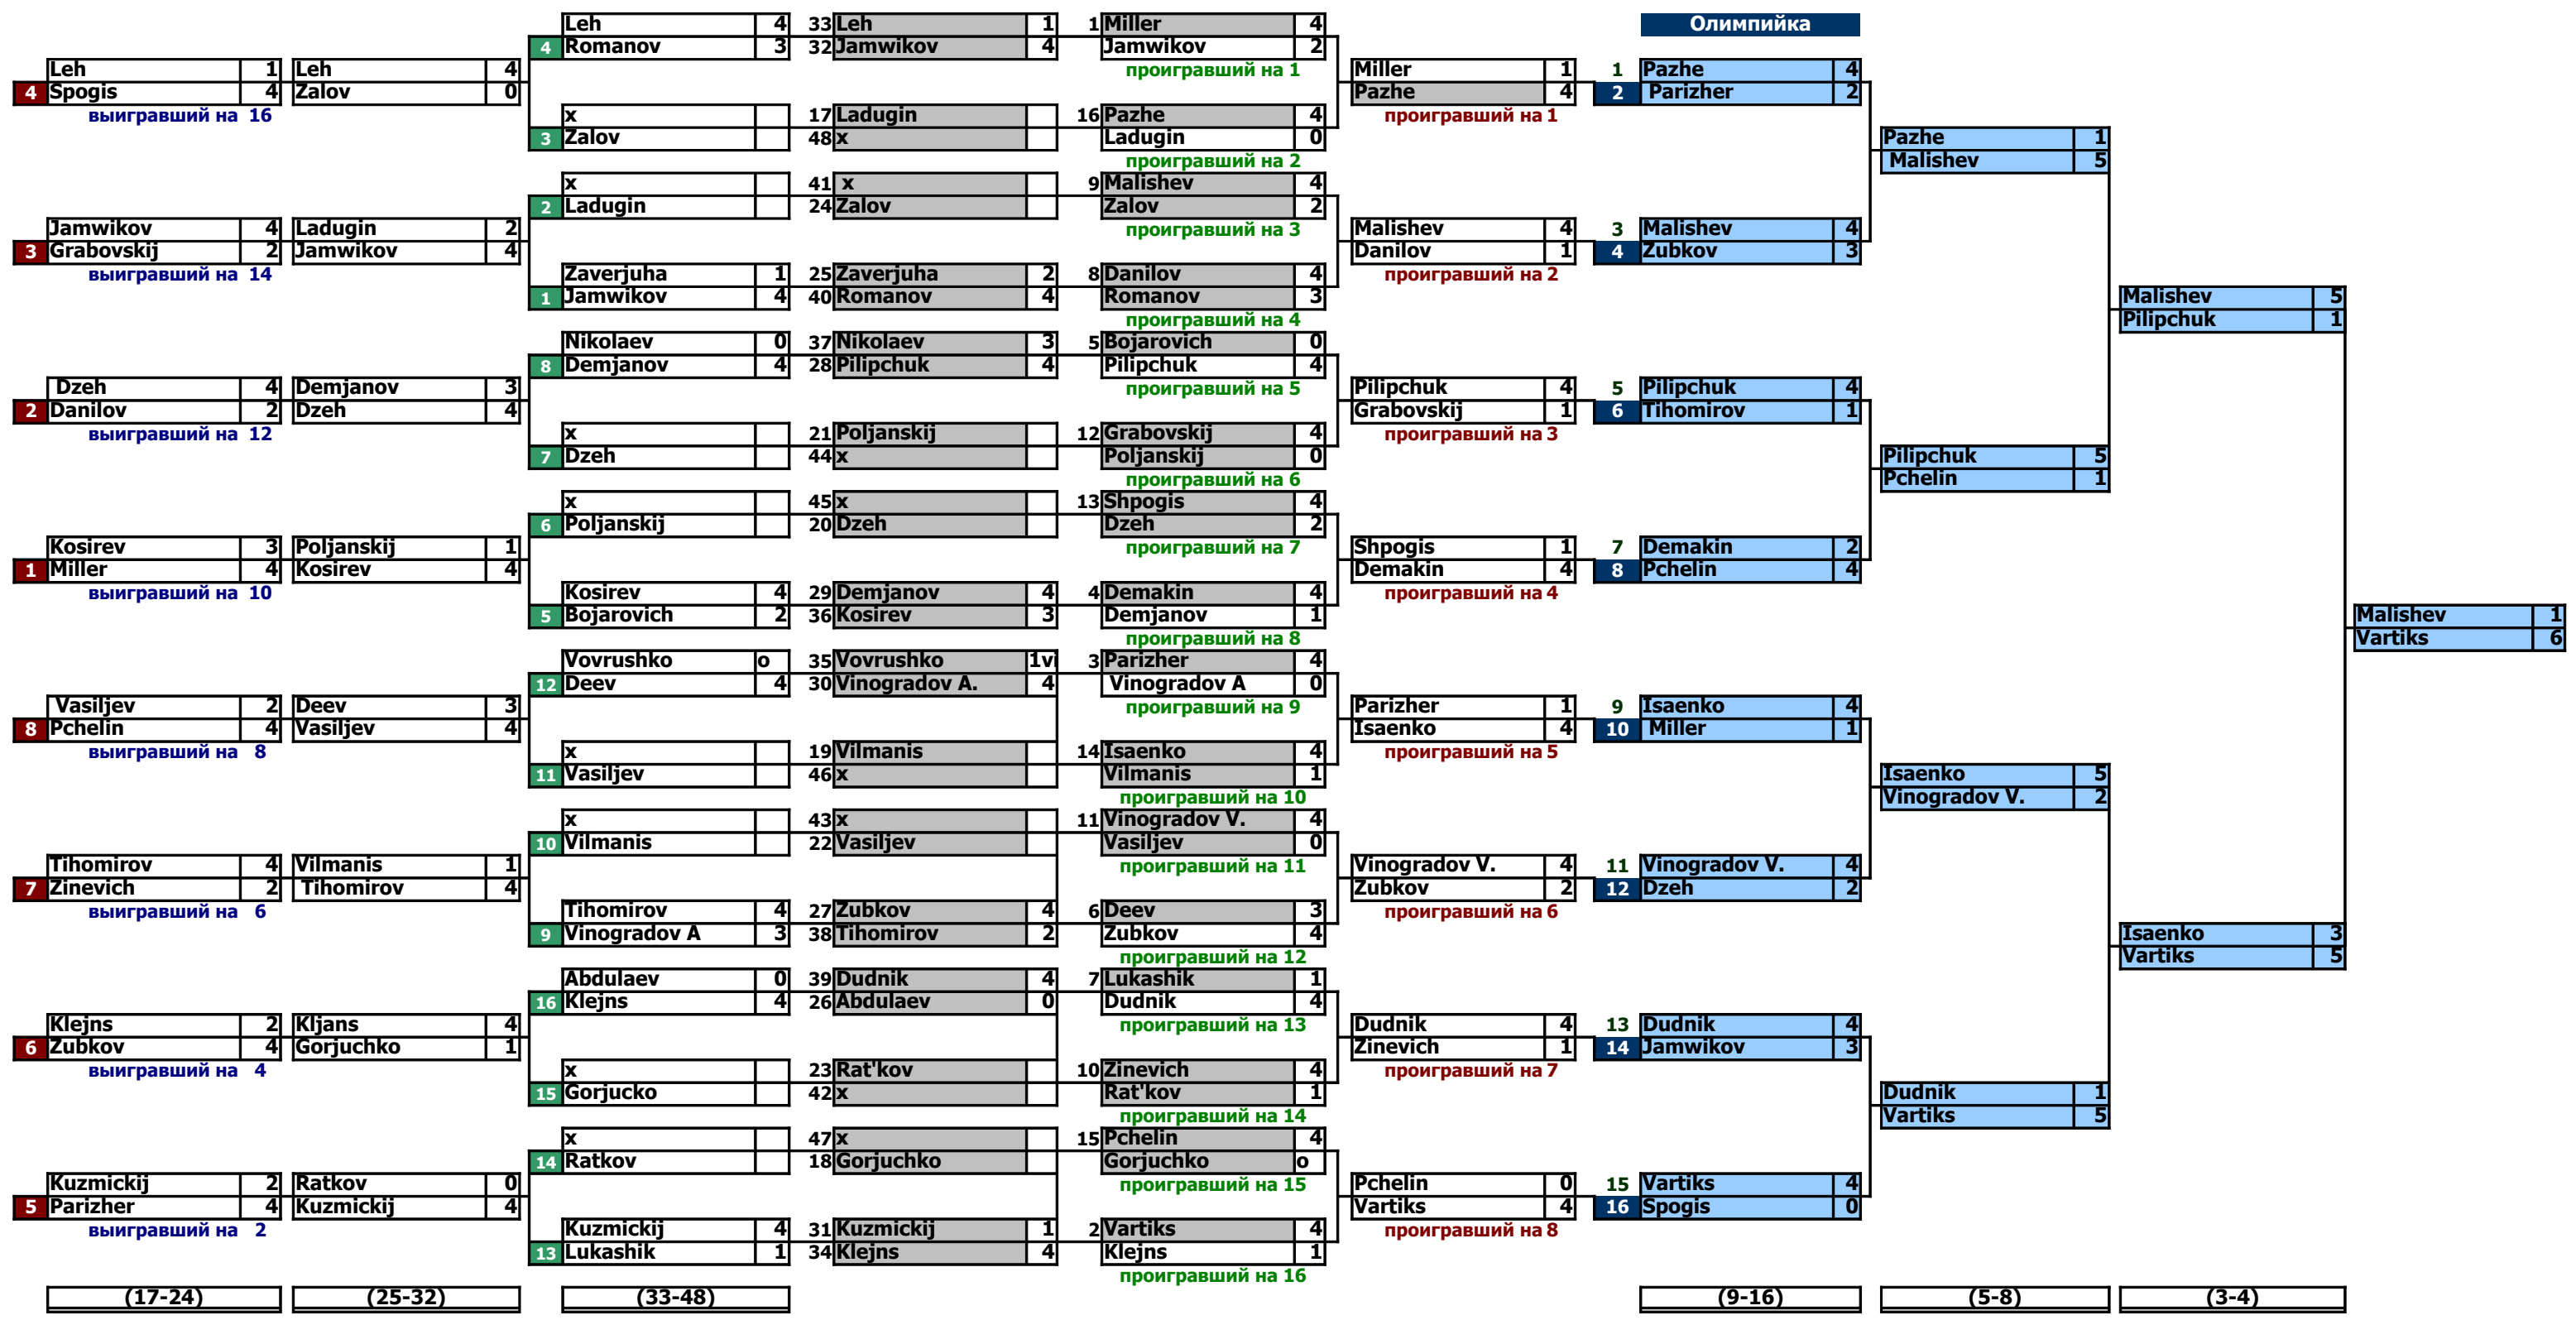 Leh 4 33 Leh 1 1 Miller 4 Олимпийка
4 Romanov 3 32 Jamwikov 4 Jamwikov 2
Leh 1 Leh 4 проигравший на 1 Miller 1 1 Pazhe 4
4 Spogis 4 Zalov 0 Pazhe 4 2 Parizher 2
выигравший на 16 x 17 Ladugin 16 Pazhe 4 проигравший на 1
3 Zalov 48 x Ladugin 0 Pazhe 1
проигравший на 2 Malishev 5
x 41 x 9 Malishev 4
2 Ladugin 24 Zalov Zalov 2
Jamwikov 4 Ladugin 2 проигравший на 3 Malishev 4 3 Malishev 4
3 Grabovskij 2 Jamwikov 4 Danilov 1 4 Zubkov 3
выигравший на 14 Zaverjuha 1 25 Zaverjuha 2 8 Danilov 4 проигравший на 2
1 Jamwikov 4 40 Romanov 4 Romanov 3 Malishev 5
проигравший на 4 Pilipchuk 1
Nikolaev 0 37 Nikolaev 3 5 Bojarovich 0
8 Demjanov 4 28 Pilipchuk 4 Pilipchuk 4
Dzeh 4 Demjanov 3 проигравший на 5 Pilipchuk 4 5 Pilipchuk 4
2 Danilov 2 Dzeh 4 Grabovskij 1 6 Tihomirov 1
выигравший на 12 x 21 Poljanskij 12 Grabovskij 4 проигравший на 3
7 Dzeh 44 x Poljanskij 0 Pilipchuk 5
проигравший на 6 Pchelin 1
x 45 x 13 Shpogis 4
6 Poljanskij 20 Dzeh Dzeh 2
Kosirev 3 Poljanskij 1 проигравший на 7 Shpogis 1 7 Demakin 2
1 Miller 4 Kosirev 4 Demakin 4 8 Pchelin 4
выигравший на 10 Kosirev 4 29 Demjanov 4 4 Demakin 4 проигравший на 4
5 Bojarovich 2 36 Kosirev 3 Demjanov 1 Malishev 1
проигравший на 8 Vartiks 6
Vovrushko o 35 Vovrushko 1vi 3 Parizher 4
12 Deev 4 30 Vinogradov A. 4 Vinogradov A 0
Vasiljev 2 Deev 3 проигравший на 9 Parizher 1 9 Isaenko 4
8 Pchelin 4 Vasiljev 4 Isaenko 4 10 Miller 1
выигравший на 8 x 19 Vilmanis 14 Isaenko 4 проигравший на 5
11 Vasiljev 46 x Vilmanis 1 Isaenko 5
проигравший на 10 Vinogradov V. 2
x 43 x 11 Vinogradov V. 4
10 Vilmanis 22 Vasiljev Vasiljev 0
Tihomirov 4 Vilmanis 1 проигравший на 11 Vinogradov V. 4 11 Vinogradov V. 4
7 Zinevich 2 Tihomirov 4 Zubkov 2 12 Dzeh 2
выигравший на 6 Tihomirov 4 27 Zubkov 4 6 Deev 3 проигравший на 6
9 Vinogradov A 3 38 Tihomirov 2 Zubkov 4 Isaenko 3
проигравший на 12 Vartiks 5
Abdulaev 0 39 Dudnik 4 7 Lukashik 1
16 Klejns 4 26 Abdulaev 0 Dudnik 4
Klejns 2 Kljans 4 проигравший на 13 Dudnik 4 13 Dudnik 4
6 Zubkov 4 Gorjuchko 1 Zinevich 1 14 Jamwikov 3
выигравший на 4 x 23 Rat'kov 10 Zinevich 4 проигравший на 7
15 Gorjucko 42 x Rat'kov 1 Dudnik 1
проигравший на 14 Vartiks 5
x 47 x 15 Pchelin 4
14 Ratkov 18 Gorjuchko Gorjuchko o
Kuzmickij 2 Ratkov 0 проигравший на 15 Pchelin 0 15 Vartiks 4
5 Parizher 4 Kuzmickij 4 Vartiks 4 16 Spogis 0
выигравший на 2 Kuzmickij 4 31 Kuzmickij 1 2 Vartiks 4 проигравший на 8
13 Lukashik 1 34 Klejns 4 Klejns 1
проигравший на 16
(17-24) (25-32) (33-48) (9-16) (5-8) (3-4)